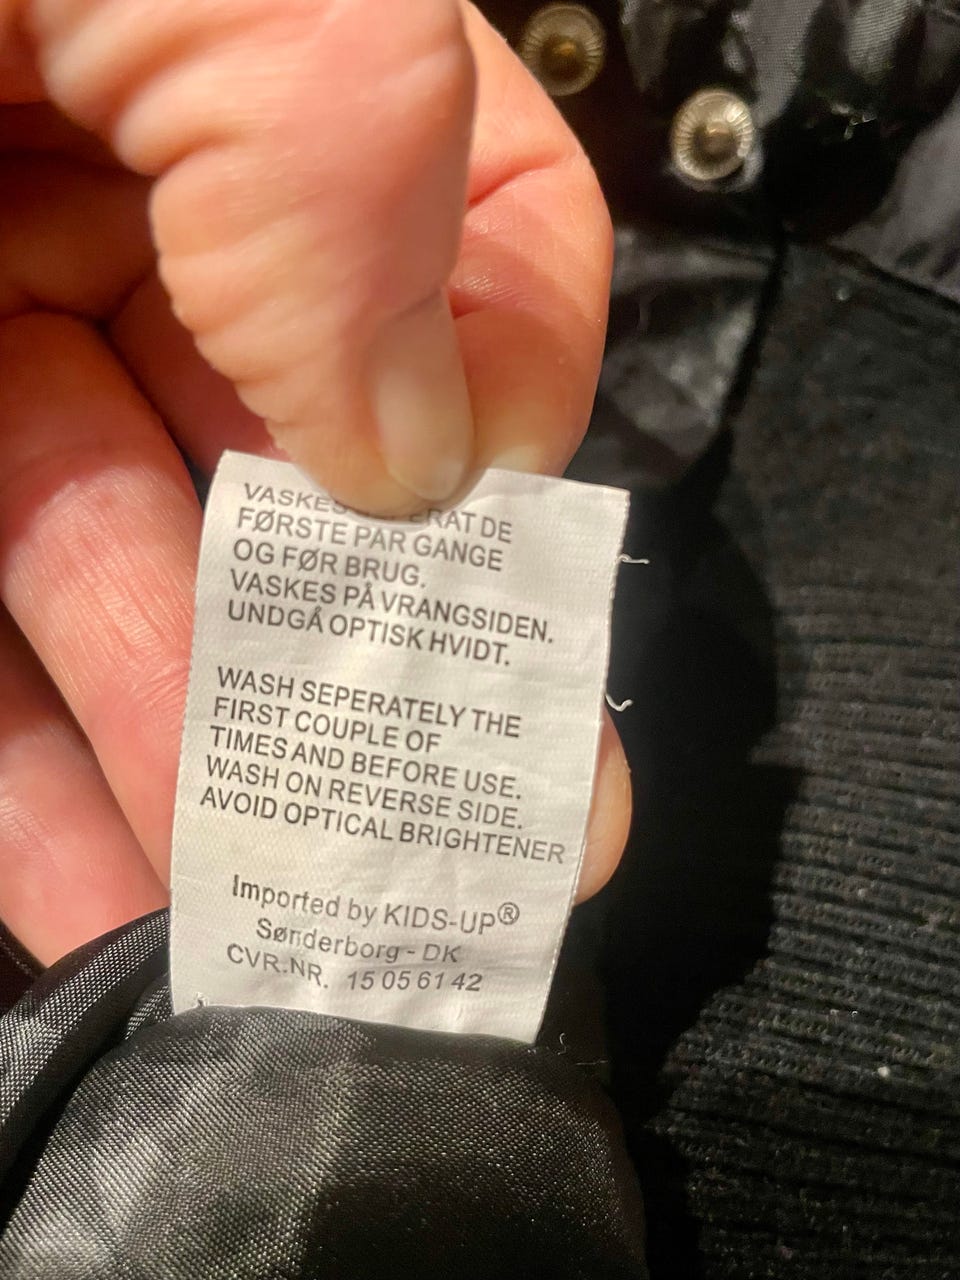 VASKES DE
FØRSTE PAR GANGE
OG FØR BRUG.
VASKES PÅ VRANGSIDEN.
UNDGÅ OPTISK HVIDT.
WASH SEPERATELY THE
FIRST COUPLE OF
TIMES AND BEFORE USE.
WASH ON REVERSE SIDE.
AVOID OPTICAL BRIGHTENER
Imported by KIDS-UP®
Sønderborg - DK
CVR.NR. 15 05 61 42